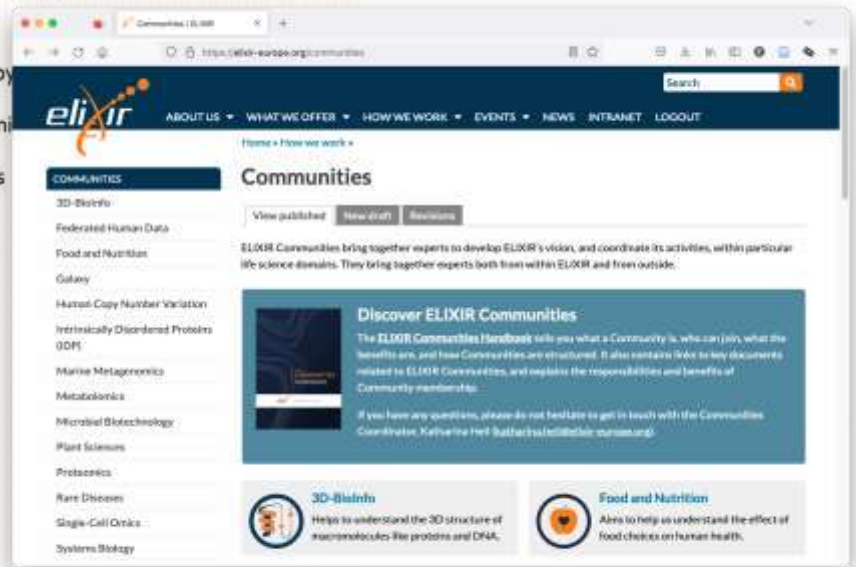 Communities | ELIXIR
https://elixir-europe.org/communities
Search
elixir
ABOUT US
WHAT WE OFFER
HOW WE WORK
EVENTS
NEWS
INTRANET
LOGOUT
Home » How we work »
COMMUNITIES
3D-BioInfo
Federated Human Data
Food and Nutrition
Galaxy
Human Copy Number Variation
Intrinsically Disordered Proteins
(IDP)
Marine Metagenomics
Metabolomics
Microbial Biotechnology
Plant Sciences
Proteomics
Rare Diseases
Single-Cell Omics
Systems Biology
Communities
View published
New draft
Revisions
ELIXIR Communities bring together experts to develop ELIXIR's vision, and coordinate its activities, within particular
life science domains. They bring together experts both from within ELIXIR and from outside.
Discover ELIXIR Communities
The ELIXIR Communities Handbook tells you what a Community is, who can join, what the
benefits are, and how Communities are structured. It also contains links to key documents
related to ELIXIR Communities, and explains the responsibilities and benefits of
Community membership.
If you have any questions, please do not hesitate to get in touch with the Communities
Coordinator, Katharina Heil (katharina.heil@elixir-europe.org).
3D-BioInfo
Helps to understand the 3D structure of
macromolecules like proteins and DNA.
Food and Nutrition
Aims to help us understand the effect of
food choices on human health.